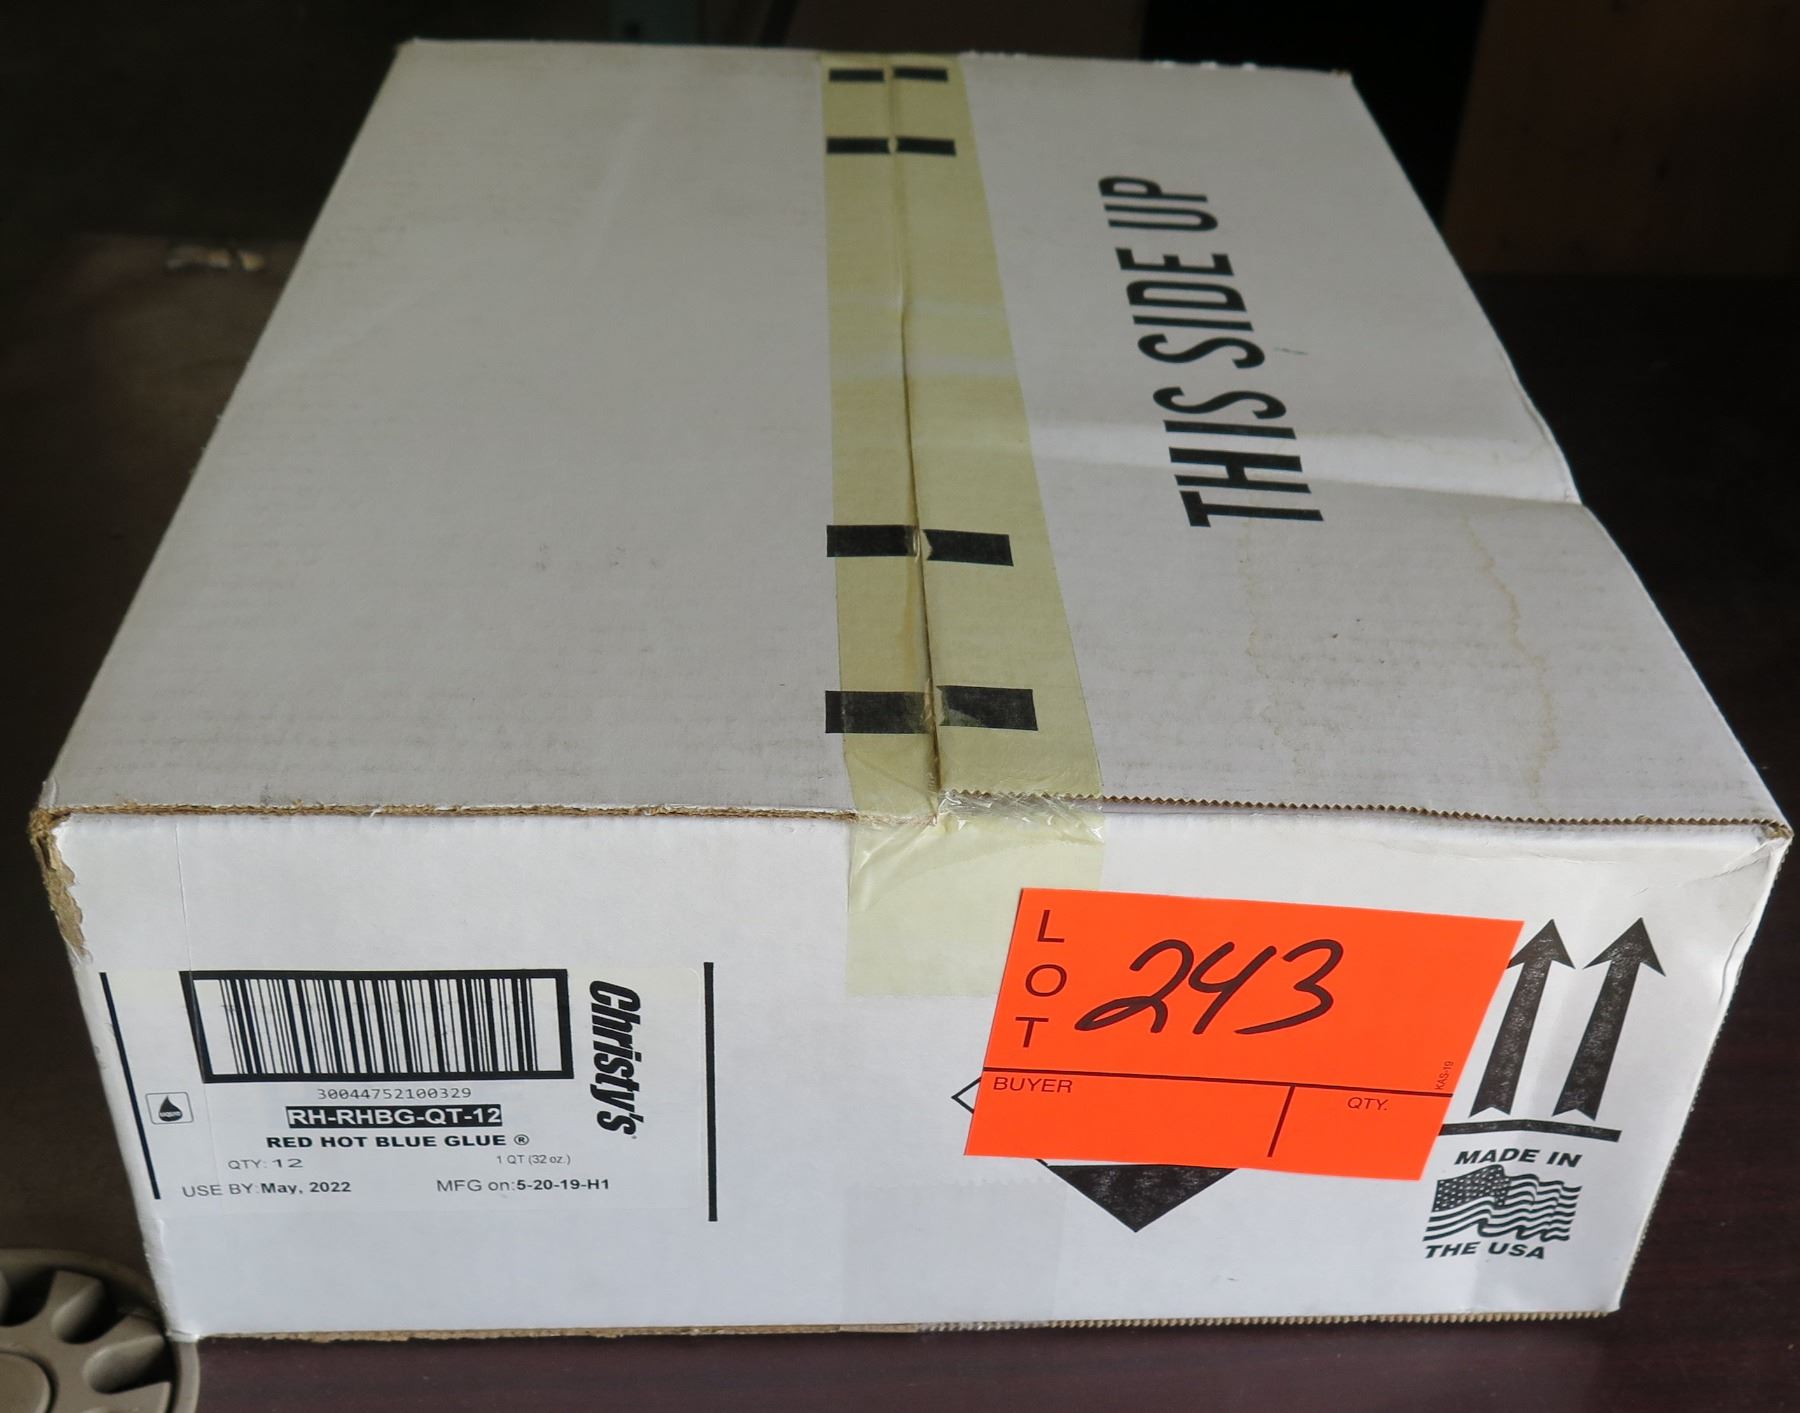 THIS SIDE UP
Christy's
30044752100329
RH-RHBG-QT-12
RED HOT BLUE GLUE ®
QTY: 12 1 QT (32 oz.)
USE BY: May, 2022 MFG on:5-20-19-H1
LOT 243
BUYER
QTY.
KAS-19
MADE IN
THE USA